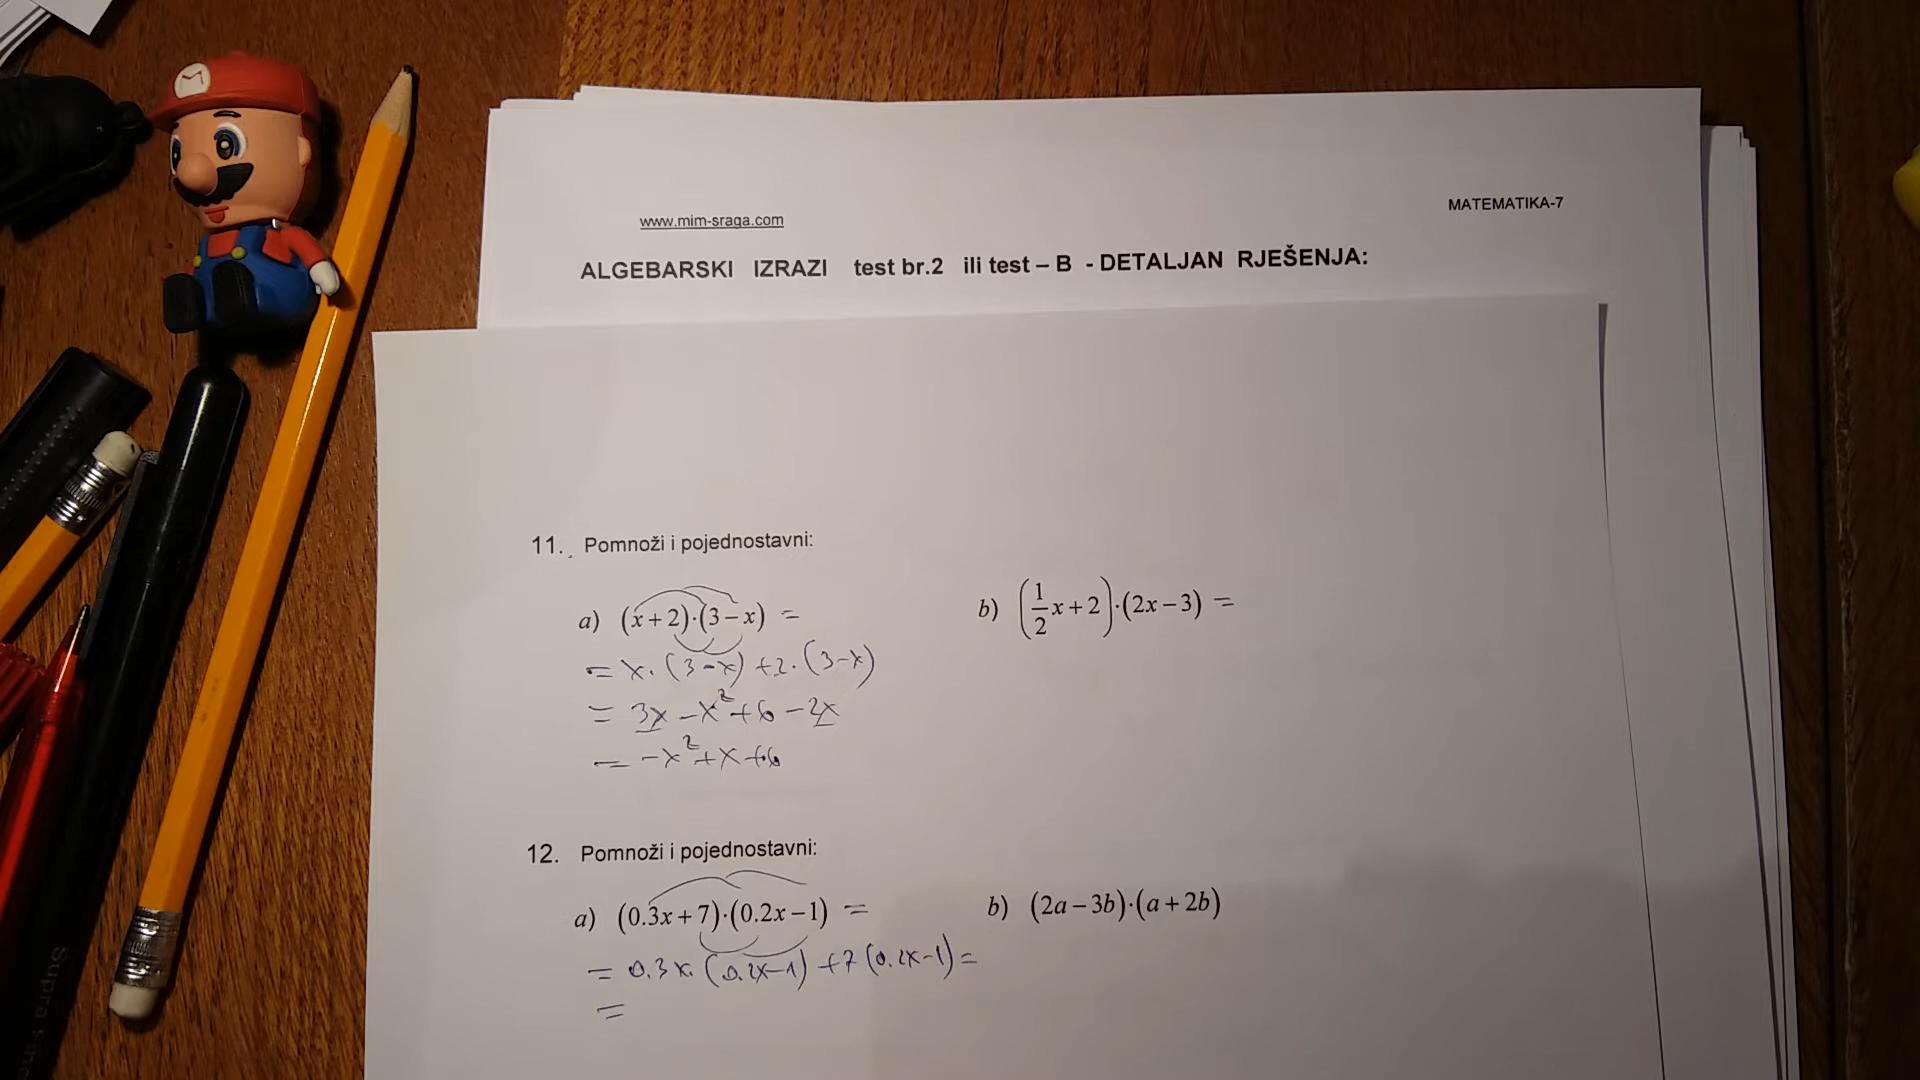 www.mim-sraga.com MATEMATIKA-7
ALGEBARSKI IZRAZI test br.2 ili test – B - DETALJAN RJEŠENJA:
11. Pomnoži i pojednostavni:
a) (x+2)·(3−x) =
= x·(3−x)+2·(3−x)
= 3x−x²+6−2x
= −x²+x+6
b) (1/2x+2)·(2x−3) =
12. Pomnoži i pojednostavni:
a) (0.3x+7)·(0.2x−1) =
= 0.3x·(0.2x−1)+7(0.2x−1)=
=
b) (2a−3b)·(a+2b)
M